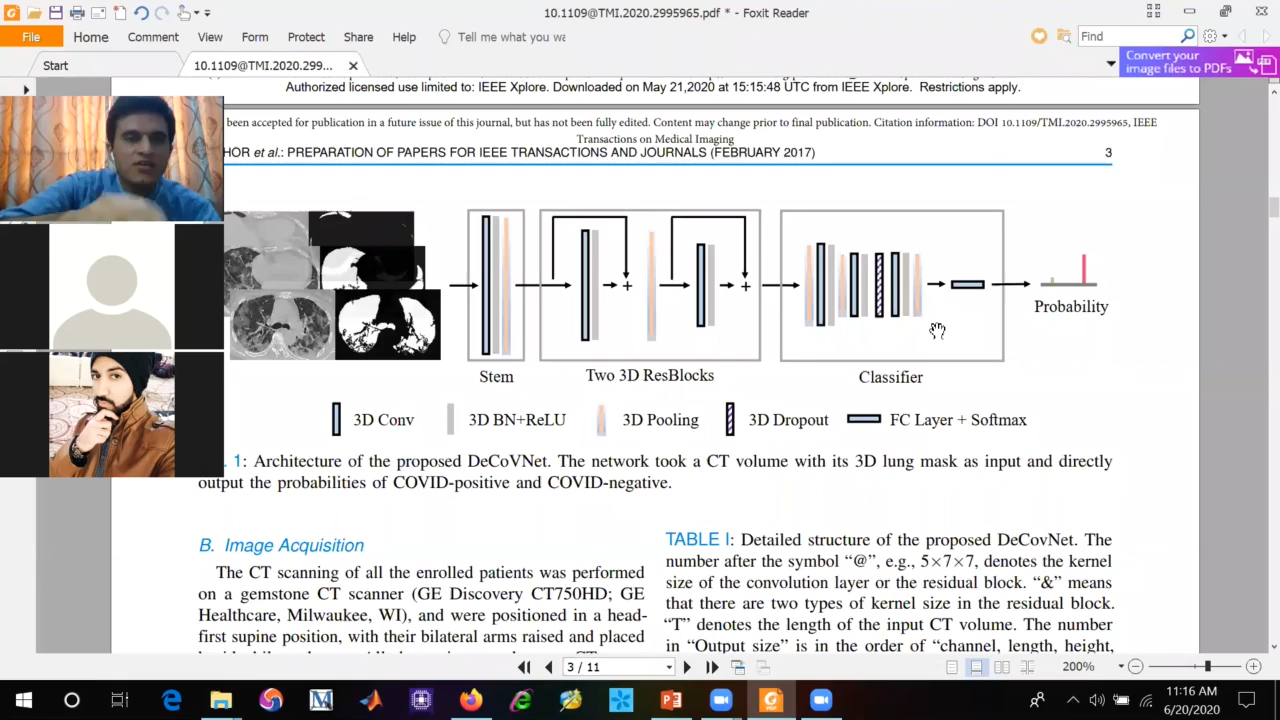 10.1109@TMI.2020.2995965.pdf * - Foxit Reader
File Home Comment View Form Protect Share Help Tell me what you wa Find
Start 10.1109@TMI.2020.299... Convert your
image files to PDFs
Authorized licensed use limited to: IEEE Xplore. Downloaded on May 21,2020 at 15:15:48 UTC from IEEE Xplore. Restrictions apply.
been accepted for publication in a future issue of this journal, but has not been fully edited. Content may change prior to final publication. Citation information: DOI 10.1109/TMI.2020.2995965, IEEE
Transactions on Medical Imaging
HOR et al.: PREPARATION OF PAPERS FOR IEEE TRANSACTIONS AND JOURNALS (FEBRUARY 2017) 3
+ +
Probability
Stem Two 3D ResBlocks Classifier
3D Conv 3D BN+ReLU 3D Pooling 3D Dropout FC Layer + Softmax
1: Architecture of the proposed DeCoVNet. The network took a CT volume with its 3D lung mask as input and directly
output the probabilities of COVID-positive and COVID-negative.
B. Image Acquisition
The CT scanning of all the enrolled patients was performed
on a gemstone CT scanner (GE Discovery CT750HD; GE
Healthcare, Milwaukee, WI), and were positioned in a head-
first supine position, with their bilateral arms raised and placed
TABLE I: Detailed structure of the proposed DeCovNet. The
number after the symbol “@”, e.g., 5×7×7, denotes the kernel
size of the convolution layer or the residual block. “&” means
that there are two types of kernel size in the residual block.
“T” denotes the length of the input CT volume. The number
in “Output size” is in the order of “channel, length, height,
3 / 11 200%
11:16 AM
6/20/2020